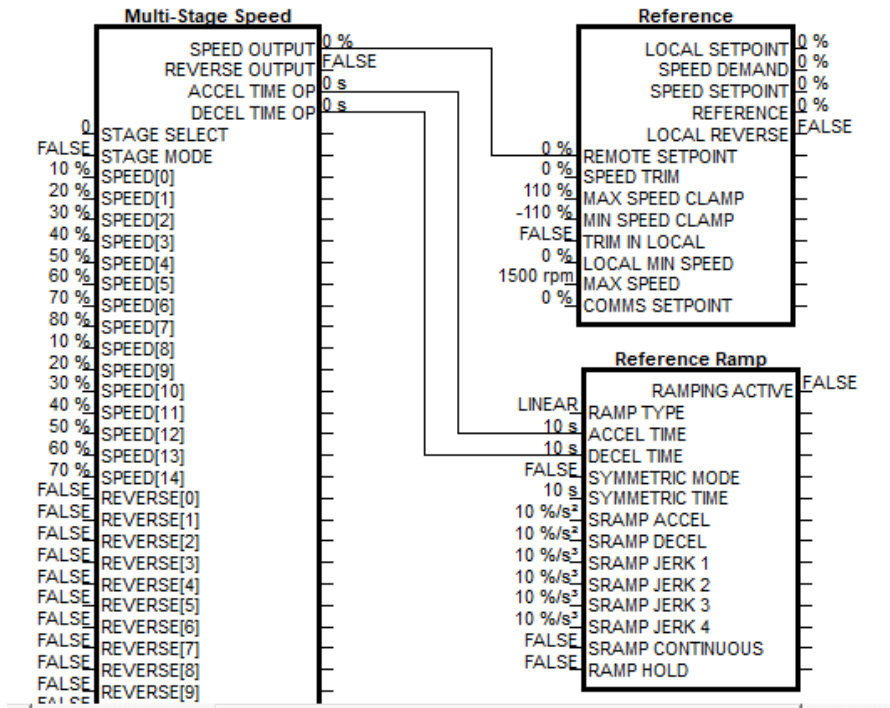 Multi-Stage Speed
SPEED OUTPUT 0 %
REVERSE OUTPUT FALSE
ACCEL TIME OP 0 s
DECEL TIME OP 0 s
0 STAGE SELECT
FALSE STAGE MODE
10 % SPEED[0]
20 % SPEED[1]
30 % SPEED[2]
40 % SPEED[3]
50 % SPEED[4]
60 % SPEED[5]
70 % SPEED[6]
80 % SPEED[7]
10 % SPEED[8]
20 % SPEED[9]
30 % SPEED[10]
40 % SPEED[11]
50 % SPEED[12]
60 % SPEED[13]
70 % SPEED[14]
FALSE REVERSE[0]
FALSE REVERSE[1]
FALSE REVERSE[2]
FALSE REVERSE[3]
FALSE REVERSE[4]
FALSE REVERSE[5]
FALSE REVERSE[6]
FALSE REVERSE[7]
FALSE REVERSE[8]
FALSE REVERSE[9]
FALSE
Reference
LOCAL SETPOINT 0 %
SPEED DEMAND 0 %
SPEED SETPOINT 0 %
REFERENCE 0 %
LOCAL REVERSE FALSE
0 % REMOTE SETPOINT
0 % SPEED TRIM
110 % MAX SPEED CLAMP
-110 % MIN SPEED CLAMP
FALSE TRIM IN LOCAL
0 % LOCAL MIN SPEED
1500 rpm MAX SPEED
0 % COMMS SETPOINT
Reference Ramp
RAMPING ACTIVE FALSE
LINEAR RAMP TYPE
10 s ACCEL TIME
10 s DECEL TIME
FALSE SYMMETRIC MODE
10 s SYMMETRIC TIME
10 %/s² SRAMP ACCEL
10 %/s² SRAMP DECEL
10 %/s³ SRAMP JERK 1
10 %/s³ SRAMP JERK 2
10 %/s³ SRAMP JERK 3
10 %/s³ SRAMP JERK 4
FALSE SRAMP CONTINUOUS
FALSE RAMP HOLD